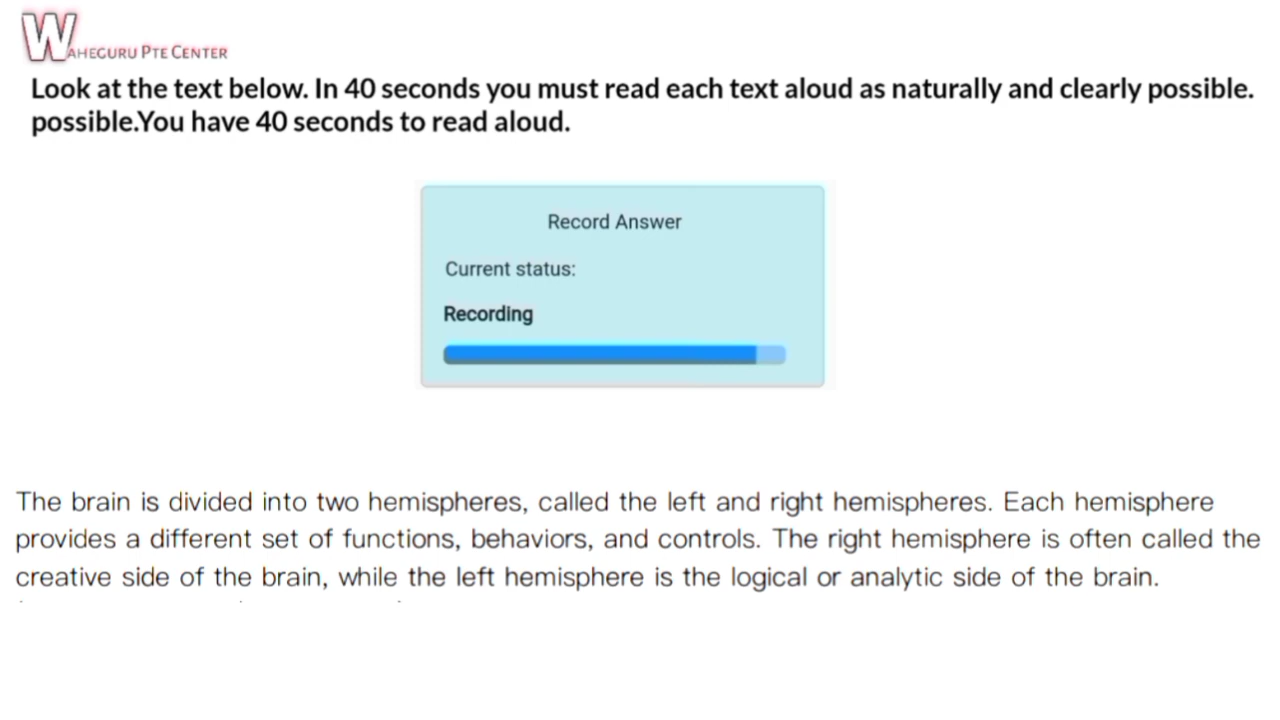 WAHEGURU PTE CENTER
Look at the text below. In 40 seconds you must read each text aloud as naturally and clearly possible.
possible.You have 40 seconds to read aloud.
Record Answer
Current status:
Recording
The brain is divided into two hemispheres, called the left and right hemispheres. Each hemisphere
provides a different set of functions, behaviors, and controls. The right hemisphere is often called the
creative side of the brain, while the left hemisphere is the logical or analytic side of the brain.